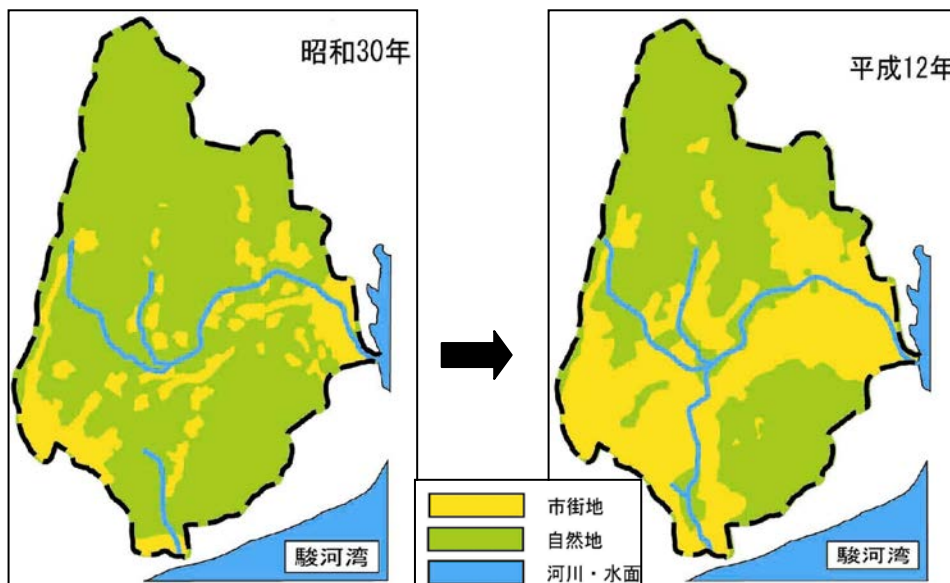 昭和30年
平成12年
駿河湾
市街地
自然地
河川・水面
駿河湾